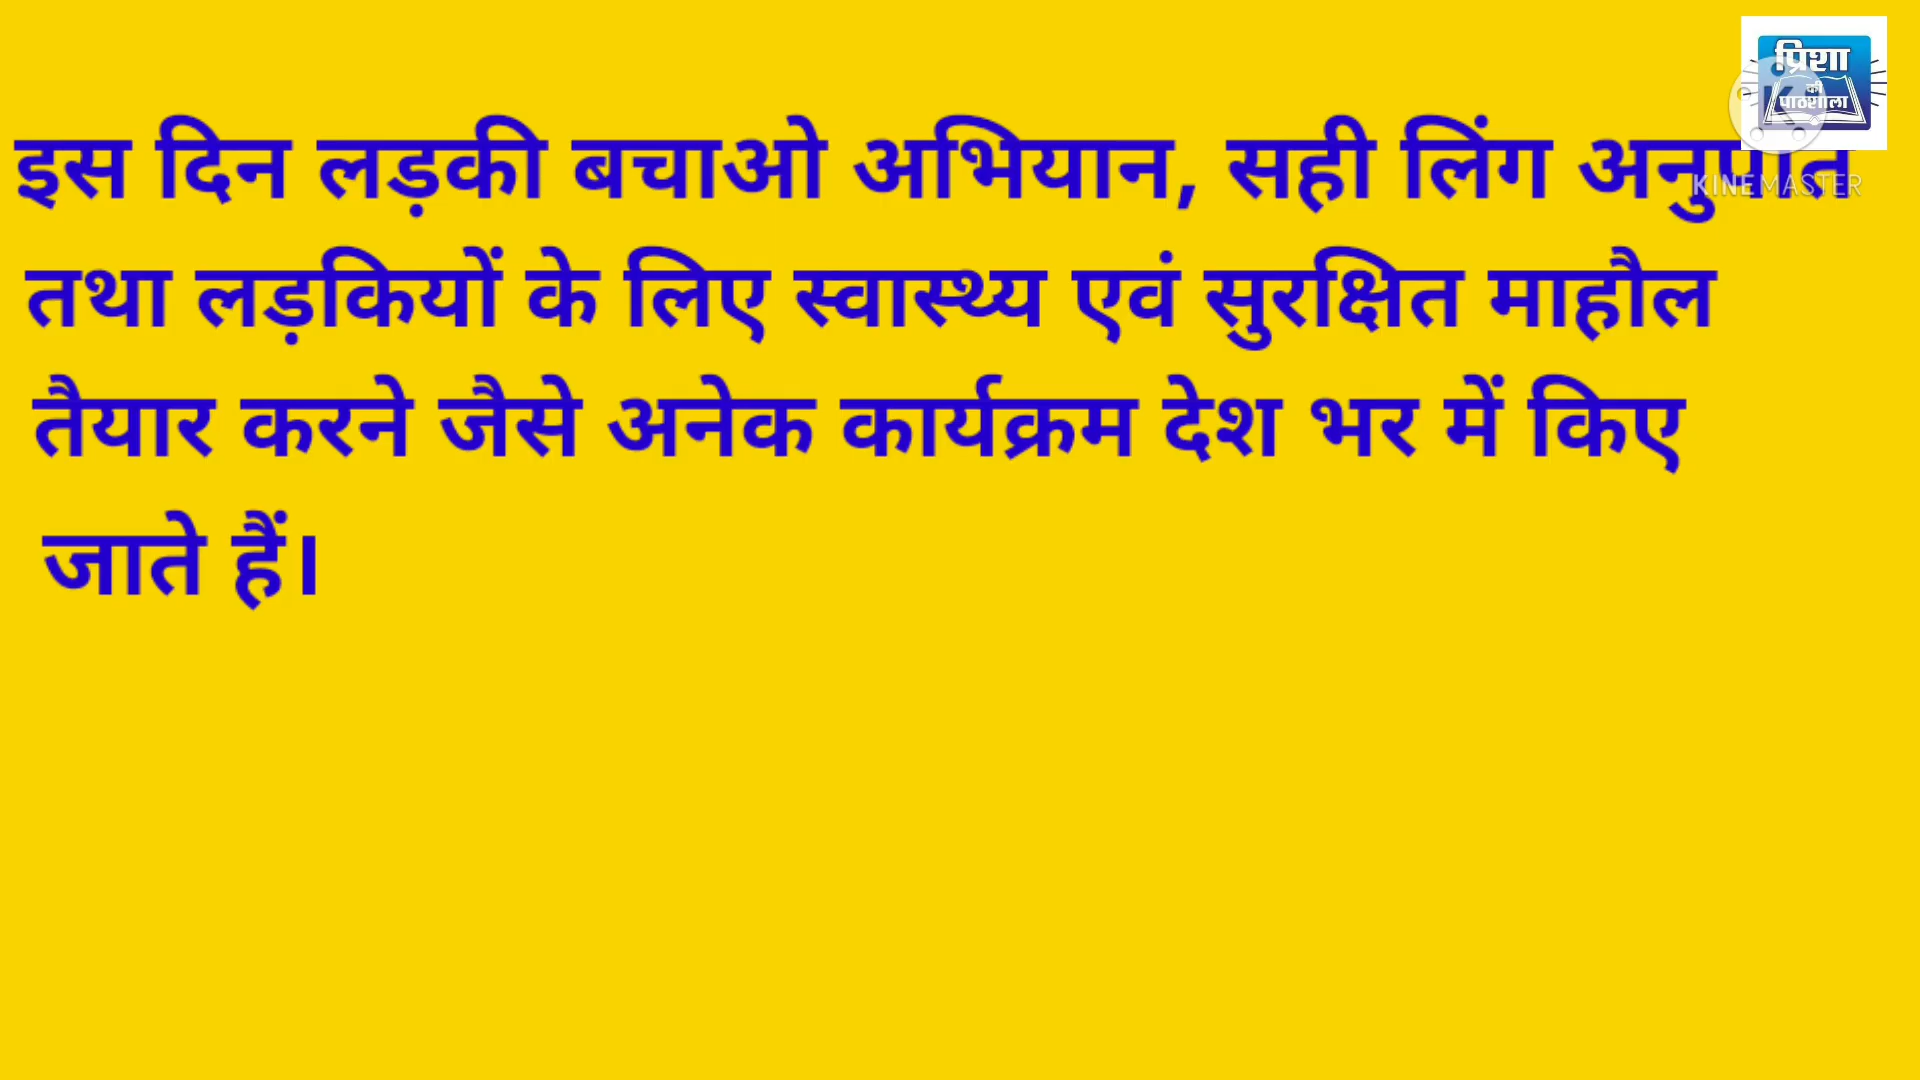 प्रिशा
की
पाठशाला
इस दिन लड़की बचाओ अभियान, सही लिंग अनुपात
KINEMASTER
तथा लड़कियों के लिए स्वास्थ्य एवं सुरक्षित माहौल
तैयार करने जैसे अनेक कार्यक्रम देश भर में किए
जाते हैं।